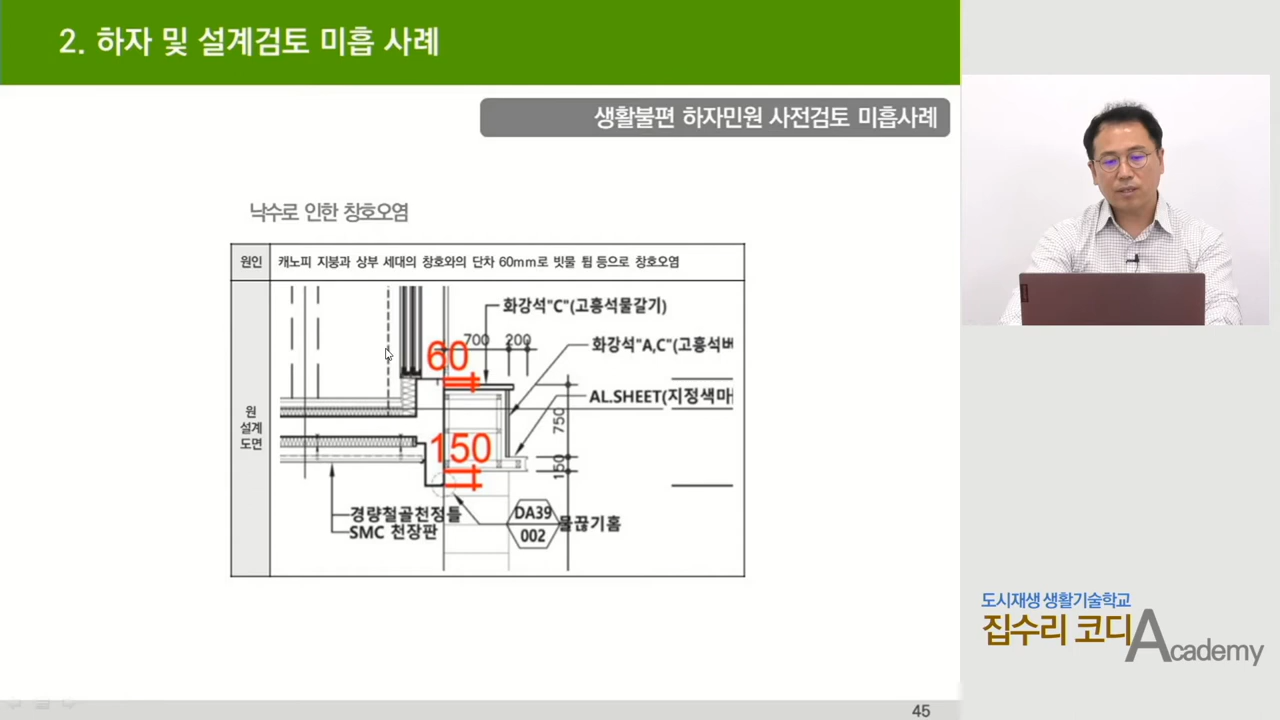 2. 하자 및 설계검토 미흡 사례
생활불편 하자민원 사전검토 미흡사례
낙수로 인한 창호오염
원인
캐노피 지붕과 상부 세대의 창호와의 단차 60mm로 빗물 튐 등으로 창호오염
원
설계
도면
화강석"C"(고흥석물갈기)
700 200
60
화강석"A,C"(고흥석버
AL.SHEET(지정색마
750
150
150
경량철골천정틀
SMC 천장판
DA39
002
물끊기홈
도시재생 생활기술학교
집수리 코디
Academy
45